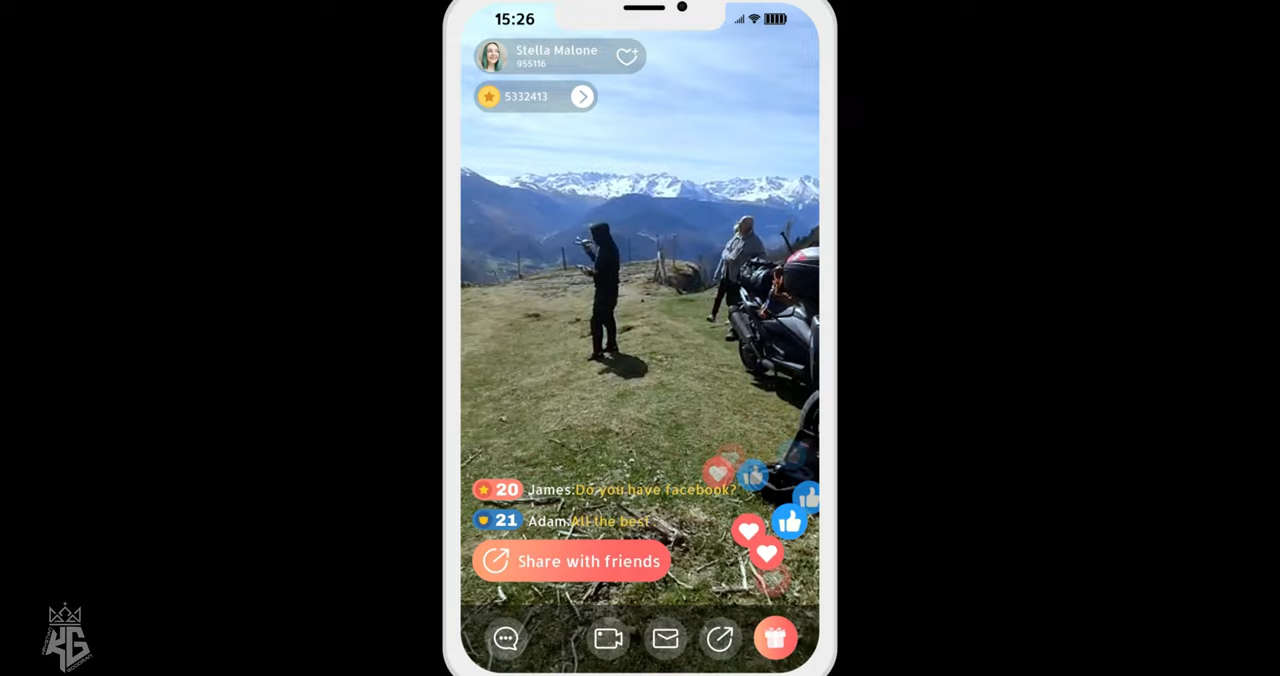 15:26
Stella Malone
955116
5332413
20 James:Do you have facebook?
21 Adam:All the best
Share with friends
KG